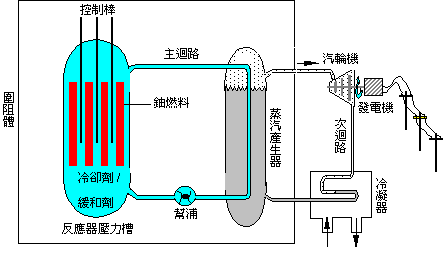 控制棒
主迴路
汽輪機
圍阻體
鈾燃料
發電機
蒸汽產生器
次迴路
冷卻劑 /
緩和劑
冷凝器
幫浦
反應器壓力槽